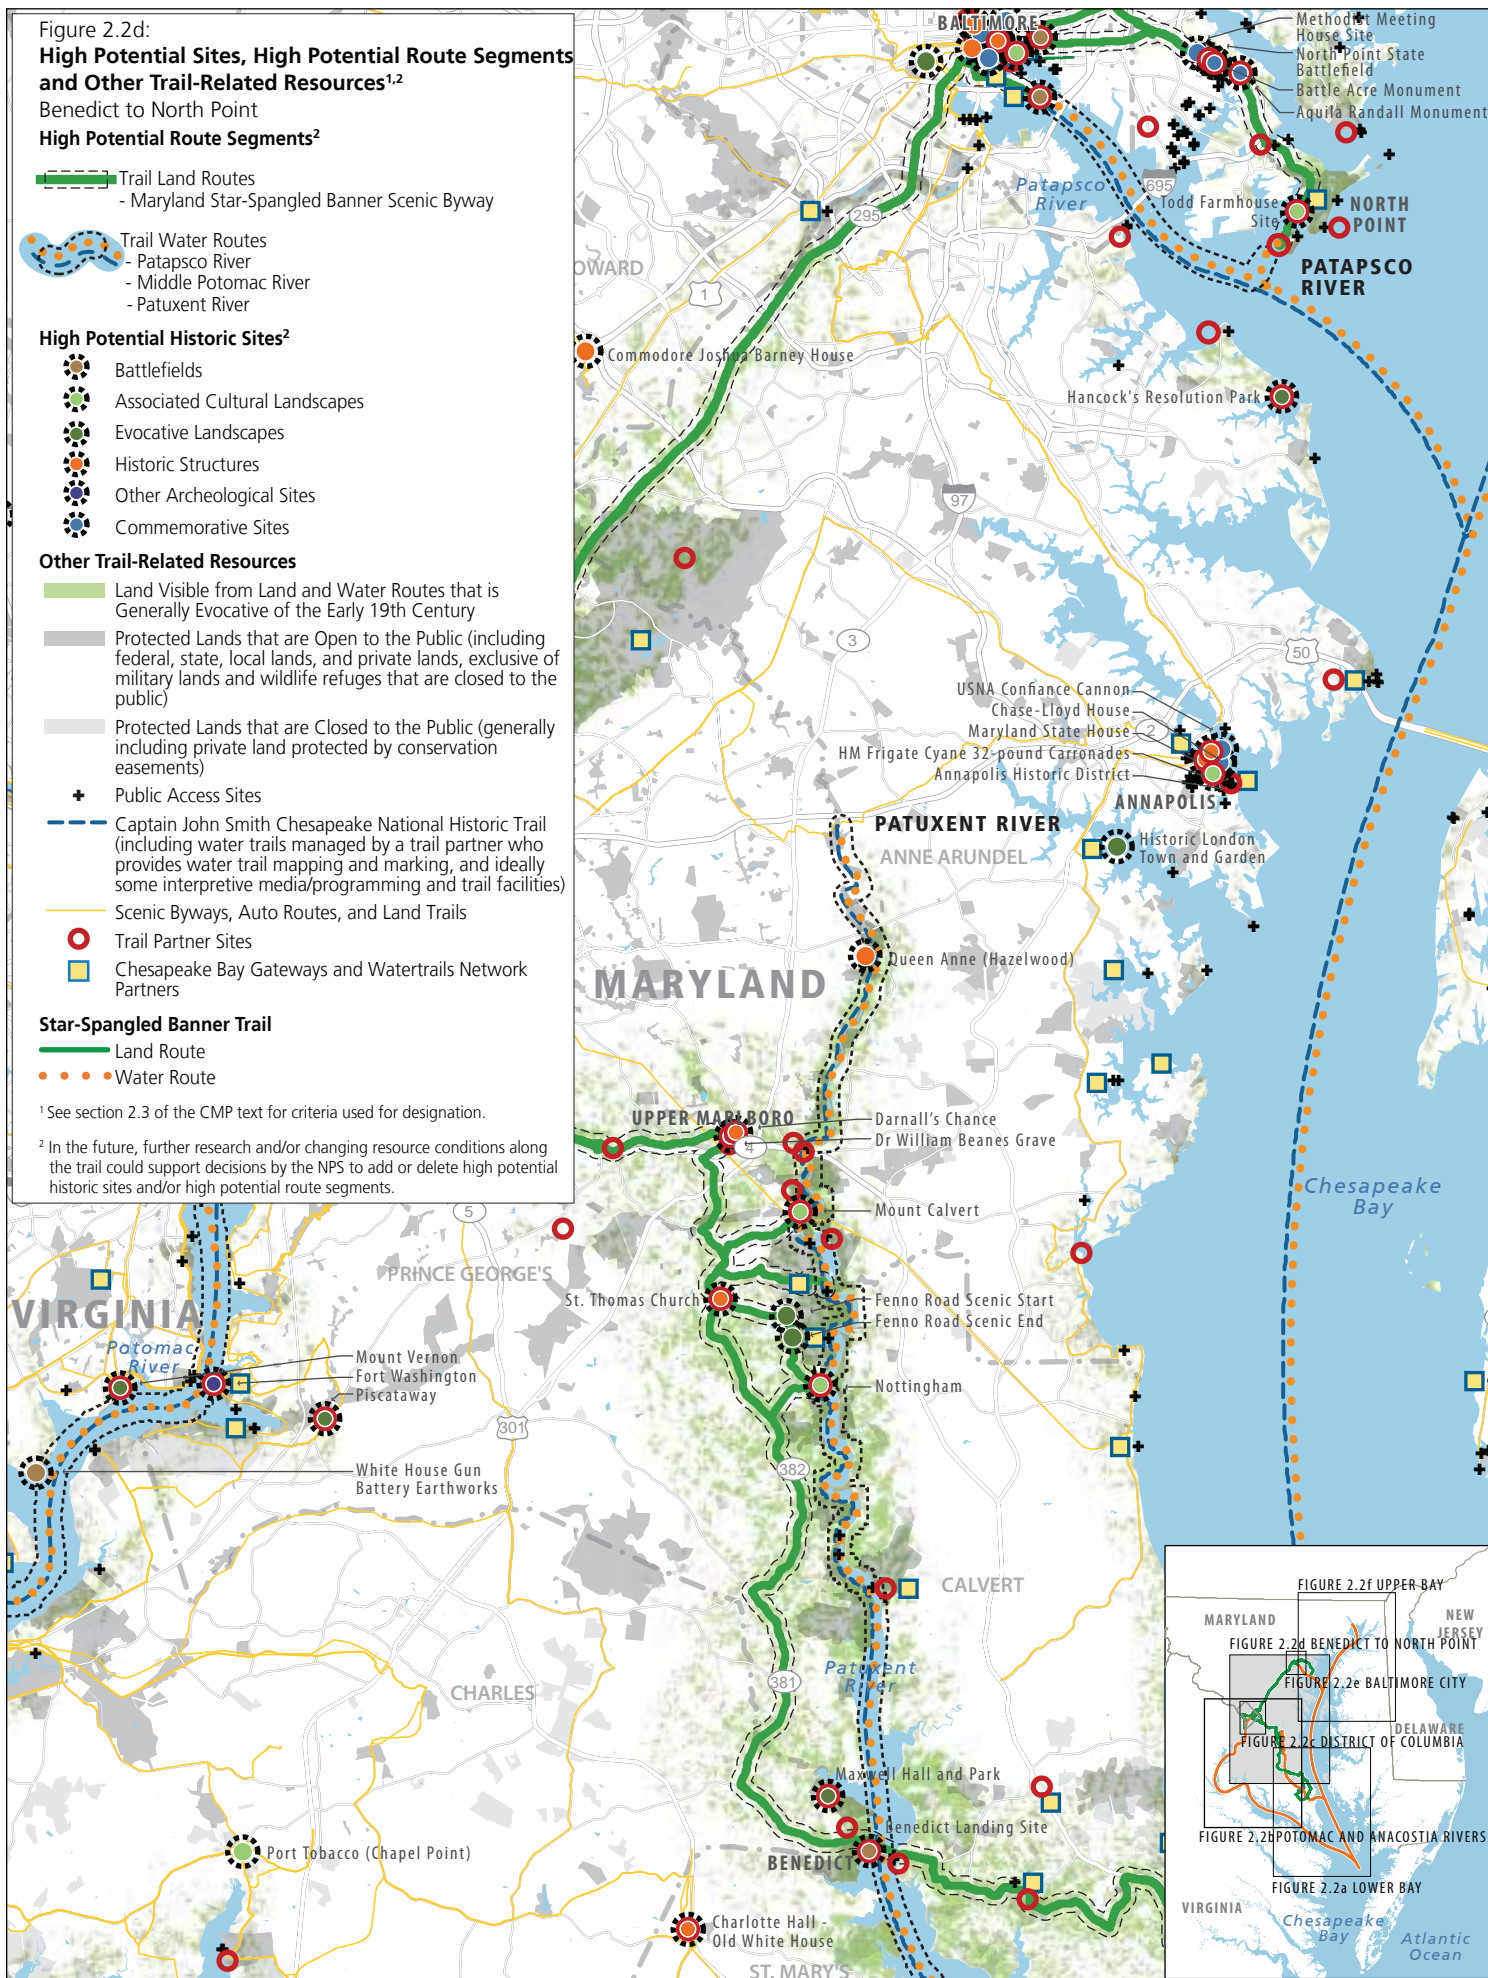 Figure 2.2d:
High Potential Sites, High Potential Route Segments
and Other Trail-Related Resources1,2
Benedict to North Point
High Potential Route Segments2
Trail Land Routes
- Maryland Star-Spangled Banner Scenic Byway
Trail Water Routes
- Patapsco River
- Middle Potomac River
- Patuxent River
High Potential Historic Sites2
Battlefields
Associated Cultural Landscapes
Evocative Landscapes
Historic Structures
Other Archeological Sites
Commemorative Sites
Other Trail-Related Resources
Land Visible from Land and Water Routes that is
Generally Evocative of the Early 19th Century
Protected Lands that are Open to the Public (including
federal, state, local lands, and private lands, exclusive of
military lands and wildlife refuges that are closed to the
public)
Protected Lands that are Closed to the Public (generally
including private land protected by conservation
easements)
Public Access Sites
Captain John Smith Chesapeake National Historic Trail
(including water trails managed by a trail partner who
provides water trail mapping and marking, and ideally
some interpretive media/programming and trail facilities)
Scenic Byways, Auto Routes, and Land Trails
Trail Partner Sites
Chesapeake Bay Gateways and Watertrails Network
Partners
Star-Spangled Banner Trail
Land Route
Water Route
1 See section 2.3 of the CMP text for criteria used for designation.
2 In the future, further research and/or changing resource conditions along
the trail could support decisions by the NPS to add or delete high potential
historic sites and/or high potential route segments.
BALTIMORE
Methodist Meeting
House Site
North Point State
Battlefield
Battle Acre Monument
Aquila Randall Monument
Patapsco
River
695
Todd Farmhouse
Site
NORTH
POINT
295
PATAPSCO
RIVER
OWARD
1
Commodore Joshua Barney House
Hancock's Resolution Park
97
3
50
USNA Confiance Cannon
Chase-Lloyd House
2
Maryland State House
HM Frigate Cyane 32-pound Carronades
Annapolis Historic District
ANNAPOLIS
PATUXENT RIVER
ANNE ARUNDEL
Historic London
Town and Garden
Queen Anne (Hazelwood)
MARYLAND
UPPER MARLBORO
Darnall's Chance
4
Dr William Beanes Grave
Chesapeake
Bay
5
Mount Calvert
PRINCE GEORGE'S
St. Thomas Church
Fenno Road Scenic Start
Fenno Road Scenic End
VIRGINIA
Potomac
River
Mount Vernon
Fort Washington
Piscataway
Nottingham
301
382
White House Gun
Battery Earthworks
CALVERT
Patuxent
River
381
CHARLES
Maxwell Hall and Park
Benedict Landing Site
BENEDICT
Port Tobacco (Chapel Point)
Charlotte Hall -
Old White House
ST. MARY'S
FIGURE 2.2f UPPER BAY
MARYLAND
NEW
JERSEY
FIGURE 2.2d BENEDICT TO NORTH POINT
FIGURE 2.2e BALTIMORE CITY
DELAWARE
FIGURE 2.2c DISTRICT OF COLUMBIA
FIGURE 2.2b POTOMAC AND ANACOSTIA RIVERS
FIGURE 2.2a LOWER BAY
VIRGINIA
Chesapeake
Bay
Atlantic
Ocean